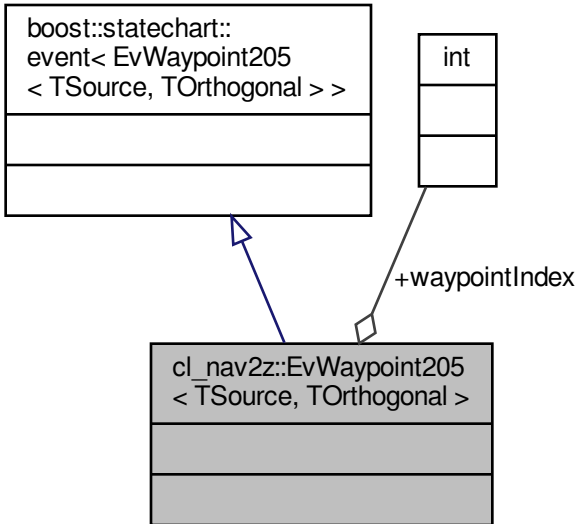 boost::statechart::
event< EvWaypoint205
< TSource, TOrthogonal > >
int
+waypointIndex
cl_nav2z::EvWaypoint205
< TSource, TOrthogonal >